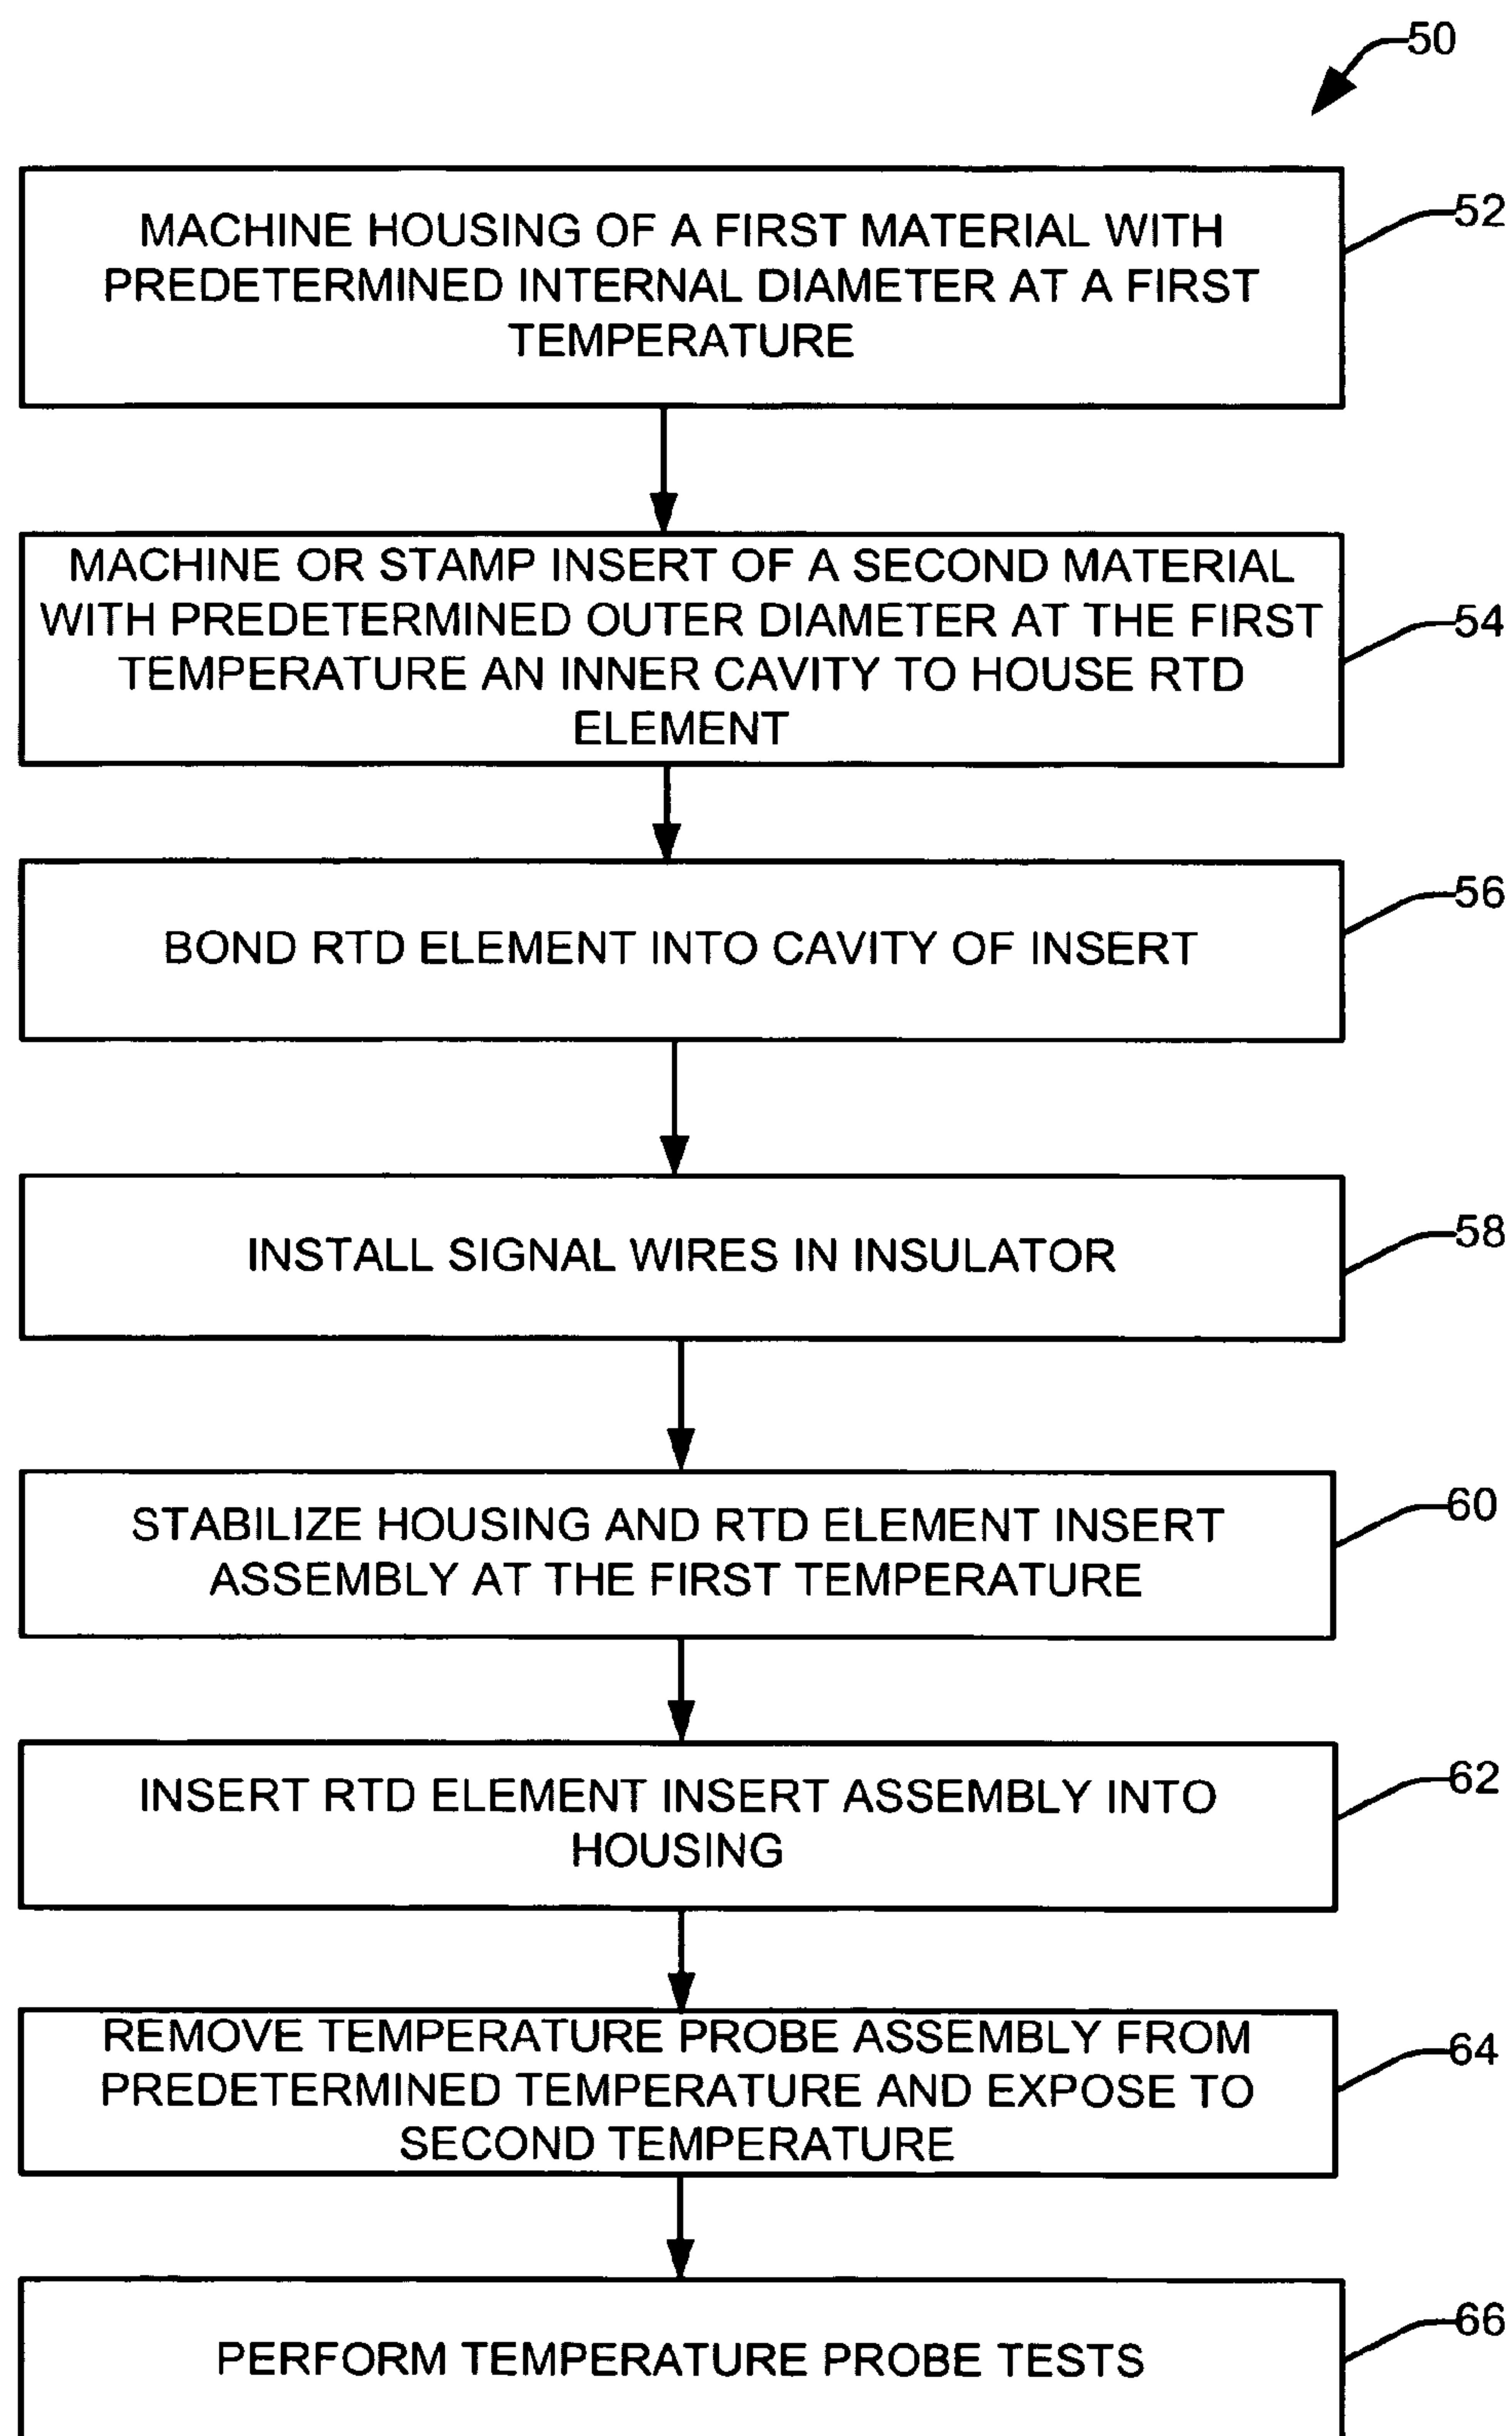 50
MACHINE HOUSING OF A FIRST MATERIAL WITH
PREDETERMINED INTERNAL DIAMETER AT A FIRST
TEMPERATURE
52
MACHINE OR STAMP INSERT OF A SECOND MATERIAL
WITH PREDETERMINED OUTER DIAMETER AT THE FIRST
TEMPERATURE AN INNER CAVITY TO HOUSE RTD
ELEMENT
54
BOND RTD ELEMENT INTO CAVITY OF INSERT
56
INSTALL SIGNAL WIRES IN INSULATOR
58
STABILIZE HOUSING AND RTD ELEMENT INSERT
ASSEMBLY AT THE FIRST TEMPERATURE
60
INSERT RTD ELEMENT INSERT ASSEMBLY INTO
HOUSING
62
REMOVE TEMPERATURE PROBE ASSEMBLY FROM
PREDETERMINED TEMPERATURE AND EXPOSE TO
SECOND TEMPERATURE
64
PERFORM TEMPERATURE PROBE TESTS
66